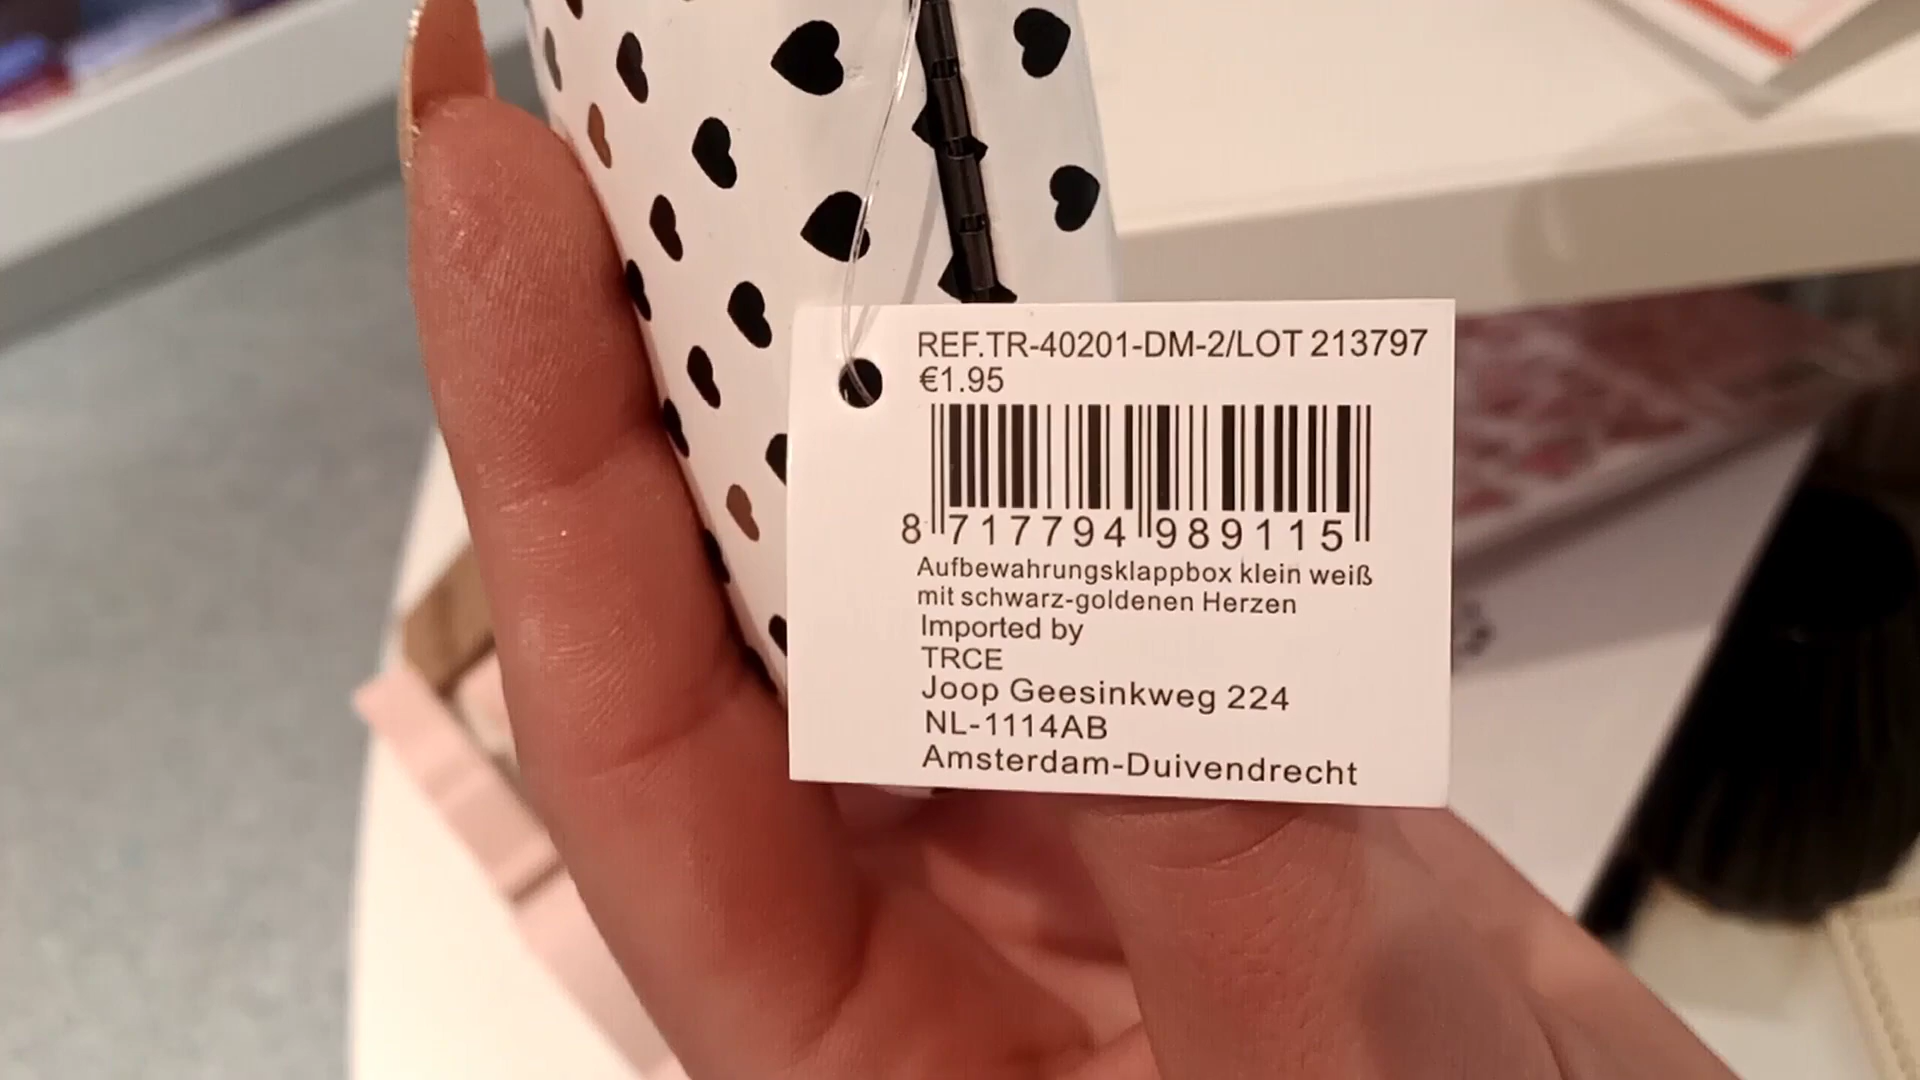 REF.TR-40201-DM-2/LOT 213797
€1.95
8 717794 989115
Aufbewahrungsklappbox klein weiß
mit schwarz-goldenen Herzen
Imported by
TRCE
Joop Geesinkweg 224
NL-1114AB
Amsterdam-Duivendrecht